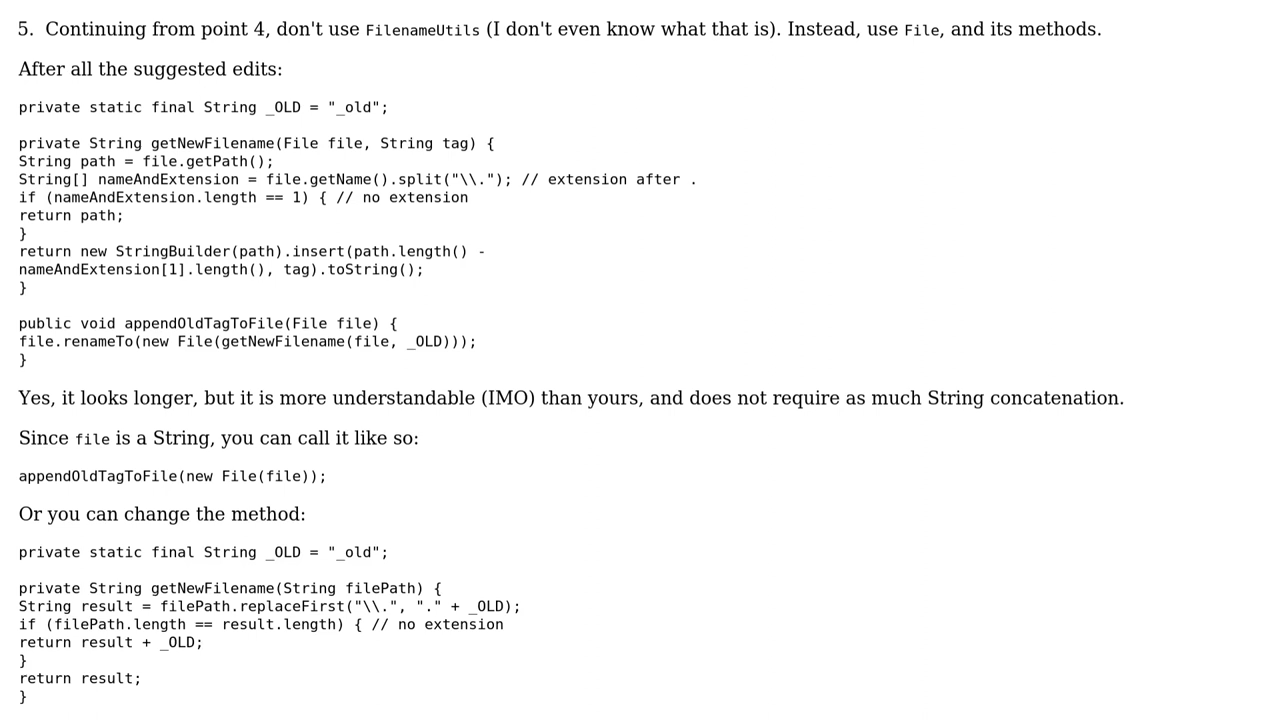 5. Continuing from point 4, don't use FilenameUtils (I don't even know what that is). Instead, use File, and its methods.
After all the suggested edits:
private static final String _OLD = "_old";
private String getNewFilename(File file, String tag) {
String path = file.getPath();
String[] nameAndExtension = file.getName().split("\\."); // extension after .
if (nameAndExtension.length == 1) { // no extension
return path;
}
return new StringBuilder(path).insert(path.length() -
nameAndExtension[1].length(), tag).toString();
}
public void appendOldTagToFile(File file) {
file.renameTo(new File(getNewFilename(file, _OLD)));
}
Yes, it looks longer, but it is more understandable (IMO) than yours, and does not require as much String concatenation.
Since file is a String, you can call it like so:
appendOldTagToFile(new File(file));
Or you can change the method:
private static final String _OLD = "_old";
private String getNewFilename(String filePath) {
String result = filePath.replaceFirst("\\.", "." + _OLD);
if (filePath.length == result.length) { // no extension
return result + _OLD;
}
return result;
}